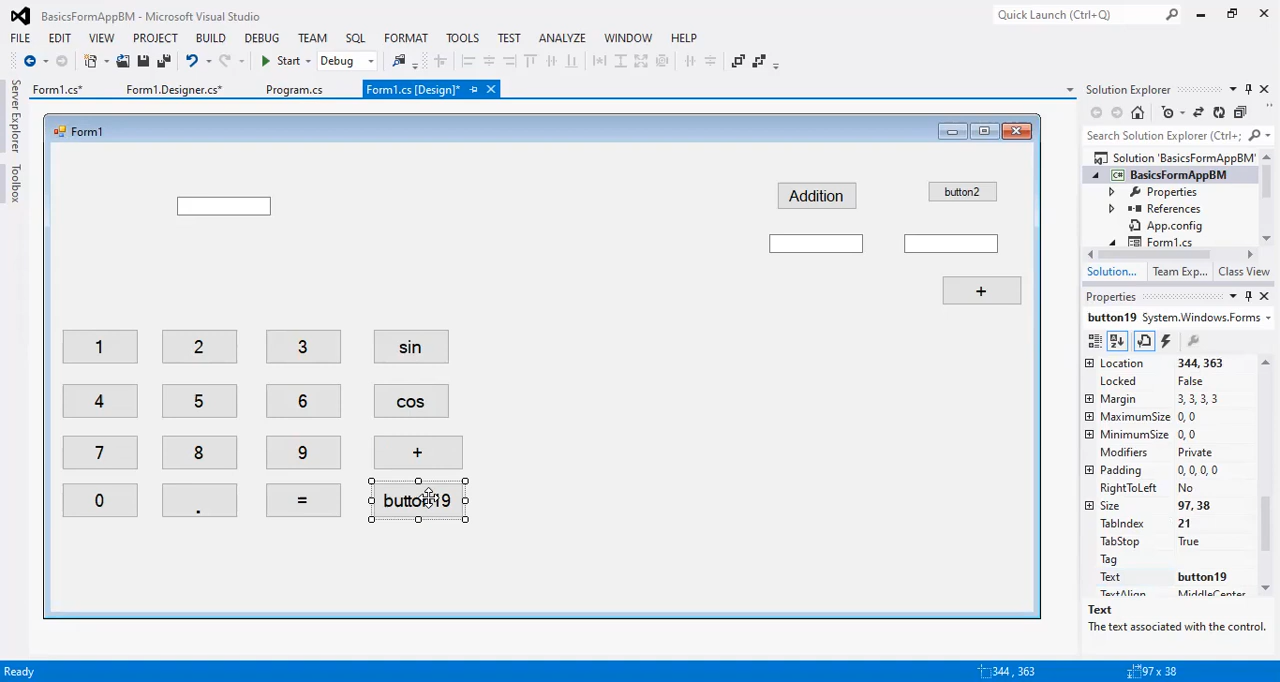 BasicsFormAppBM - Microsoft Visual Studio
Quick Launch (Ctrl+Q)
FILE EDIT VIEW PROJECT BUILD DEBUG TEAM SQL FORMAT TOOLS TEST ANALYZE WINDOW HELP
Start Debug
Form1.cs* Form1.Designer.cs* Program.cs Form1.cs [Design]*
Server Explorer
Toolbox
Form1
Addition button2
+
1 2 3 sin
4 5 6 cos
7 8 9 +
0 . = button19
Solution Explorer
Search Solution Explorer (Ctrl+;
Solution 'BasicsFormAppBM'
C# BasicsFormAppBM
Properties
References
App.config
Form1.cs
Solution... Team Exp... Class View
Properties
button19 System.Windows.Forms
Location 344, 363
Locked False
Margin 3, 3, 3, 3
MaximumSize 0, 0
MinimumSize 0, 0
Modifiers Private
Padding 0, 0, 0, 0
RightToLeft No
Size 97, 38
TabIndex 21
TabStop True
Tag
Text button19
TextAlign MiddleCenter
Text
The text associated with the control.
Ready 344 , 363 97 x 38